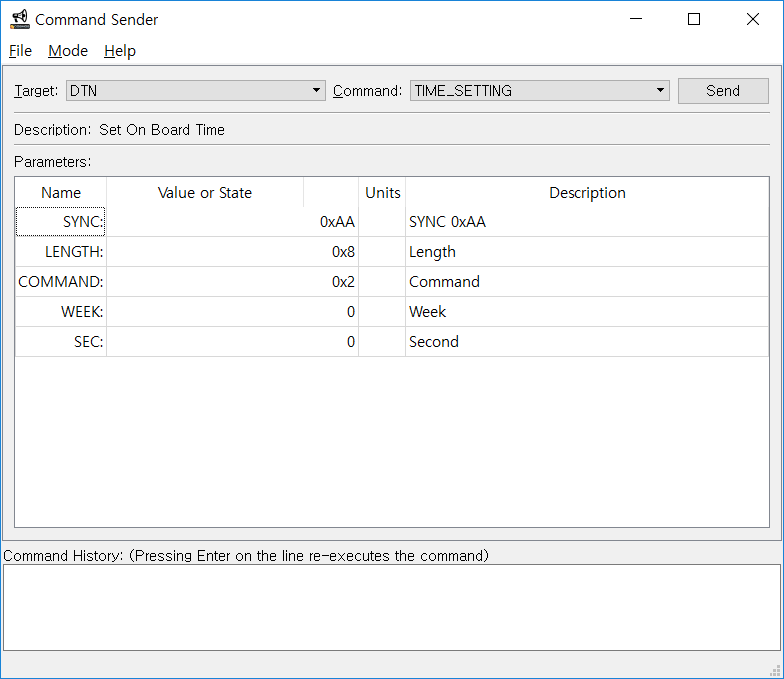 Command Sender
File Mode Help
Target: DTN Command: TIME_SETTING Send
Description: Set On Board Time
Parameters:
Name Value or State Units Description
SYNC: 0xAA SYNC 0xAA
LENGTH: 0x8 Length
COMMAND: 0x2 Command
WEEK: 0 Week
SEC: 0 Second
Command History: (Pressing Enter on the line re-executes the command)